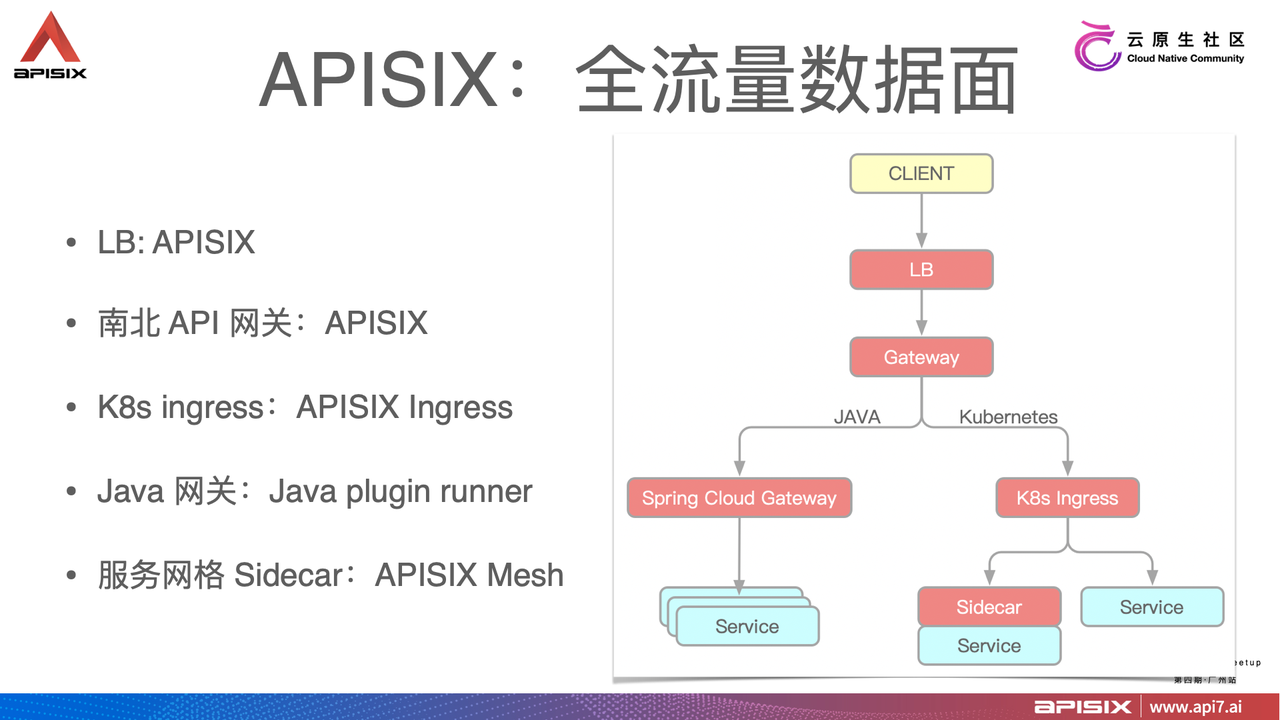 APISIX
云原生社区
Cloud Native Community
APISIX：全流量数据面
• LB: APISIX
• 南北 API 网关：APISIX
• K8s ingress：APISIX Ingress
• Java 网关：Java plugin runner
• 服务网格 Sidecar：APISIX Mesh
CLIENT
LB
Gateway
JAVA
Kubernetes
Spring Cloud Gateway
K8s Ingress
Service
Sidecar
Service
Service
eetup
第四期·广州站
APISIX
www.api7.ai